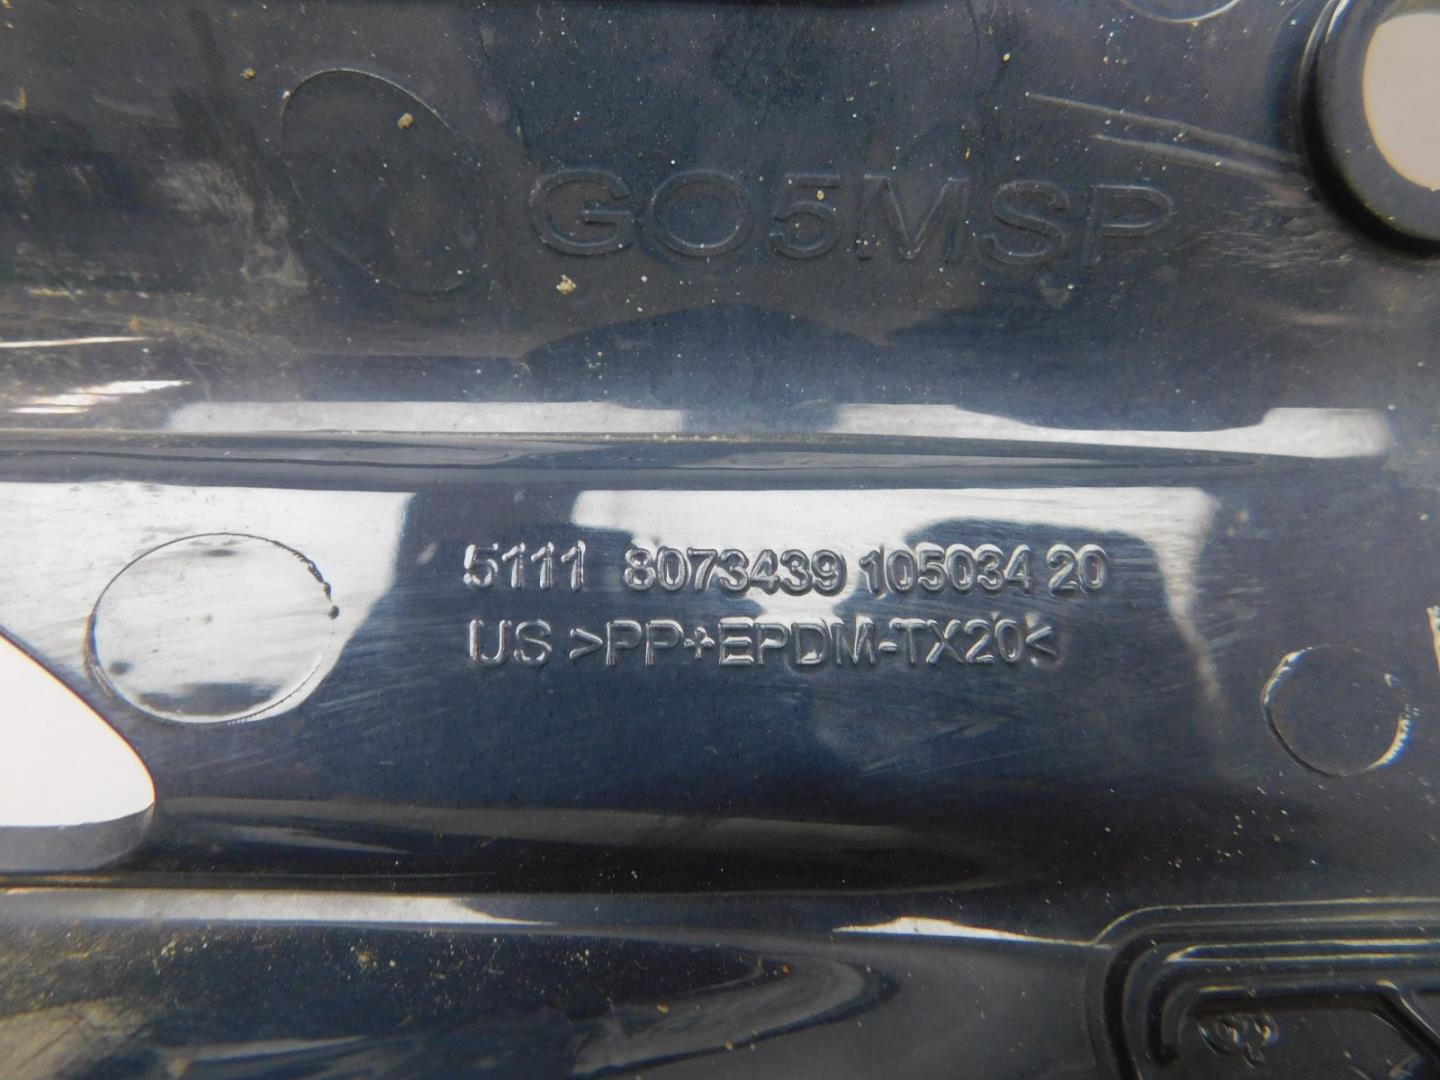 GO5MSP
5111 8073439 105034 20
US >PP+EPDM-TX20<